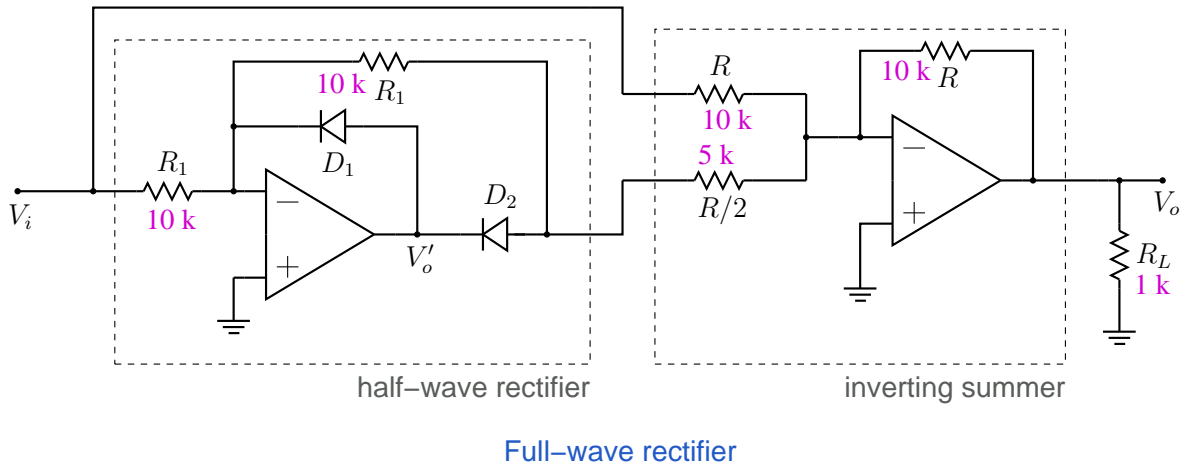 10 k
R₁
D₁
R₁
10 k
Vᵢ
−
+
V′ₒ
D₂
half−wave rectifier
R
10 k
5 k
R/2
10 k
R
−
+
Vₒ
R_L
1 k
inverting summer
Full−wave rectifier